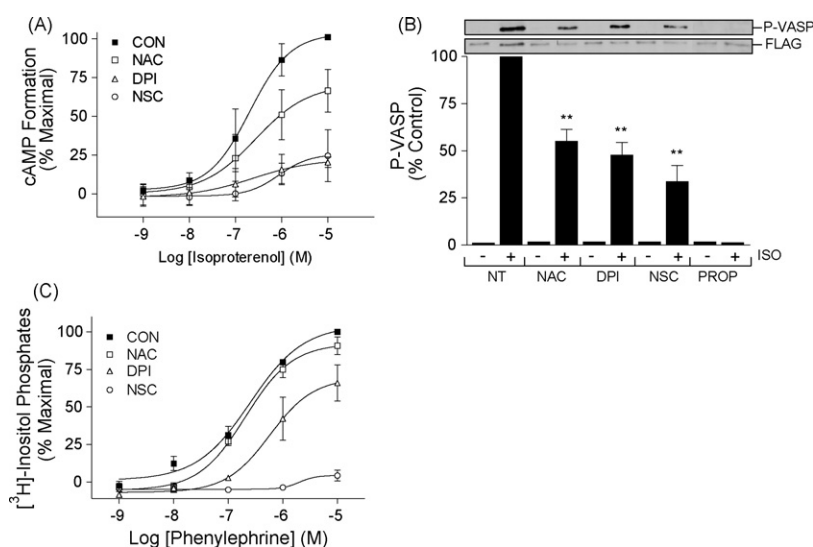 (A)
CON
NAC
DPI
NSC
cAMP Formation
(% Maximal)
100
75
50
25
0
-9 -8 -7 -6 -5
Log [Isoproterenol] (M)
(B)
P-VASP
FLAG
P-VASP
(% Control)
100
75
50
25
0
** ** **
- + - + - + - + - + ISO
NT NAC DPI NSC PROP
(C)
CON
NAC
DPI
NSC
[³H]-Inositol Phosphates
(% Maximal)
100
75
50
25
0
-9 -8 -7 -6 -5
Log [Phenylephrine] (M)